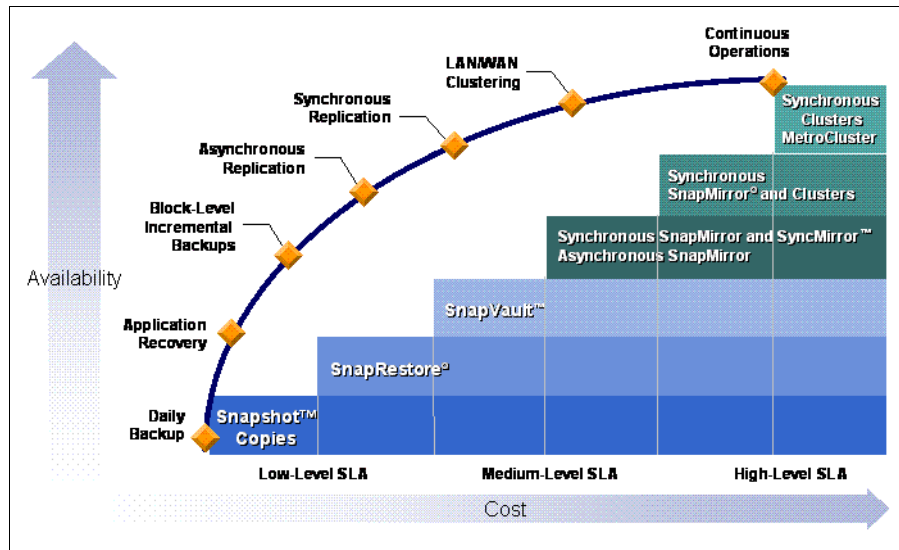 Continuous
Operations
LAN/WAN
Clustering
Synchronous
Replication
Asynchronous
Replication
Block-Level
Incremental
Backups
Availability
Application
Recovery
Daily
Backup
Synchronous
Clusters
MetroCluster
Synchronous
SnapMirror® and Clusters
Synchronous SnapMirror and SyncMirror™
Asynchronous SnapMirror
SnapVault™
SnapRestore®
Snapshot™
Copies
Low-Level SLA
Medium-Level SLA
High-Level SLA
Cost